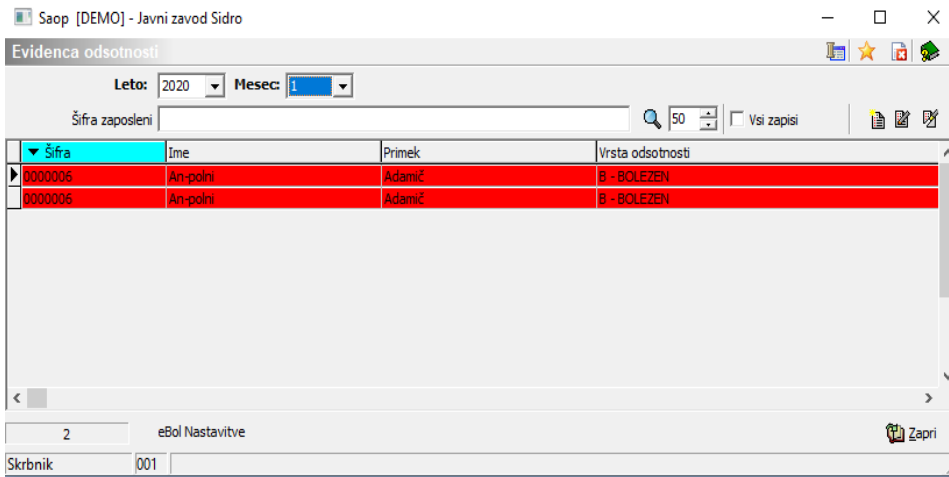 Saop [DEMO] - Javni zavod Sidro
Evidenca odsotnosti
Leto: 2020 Mesec: 1
Šifra zaposleni 50 Vsi zapisi
Šifra Ime Primek Vrsta odsotnosti
0000006 An-polni Adamič B - BOLEZEN
0000006 An-polni Adamič B - BOLEZEN
2 eBol Nastavitve Zapri
Skrbnik 001